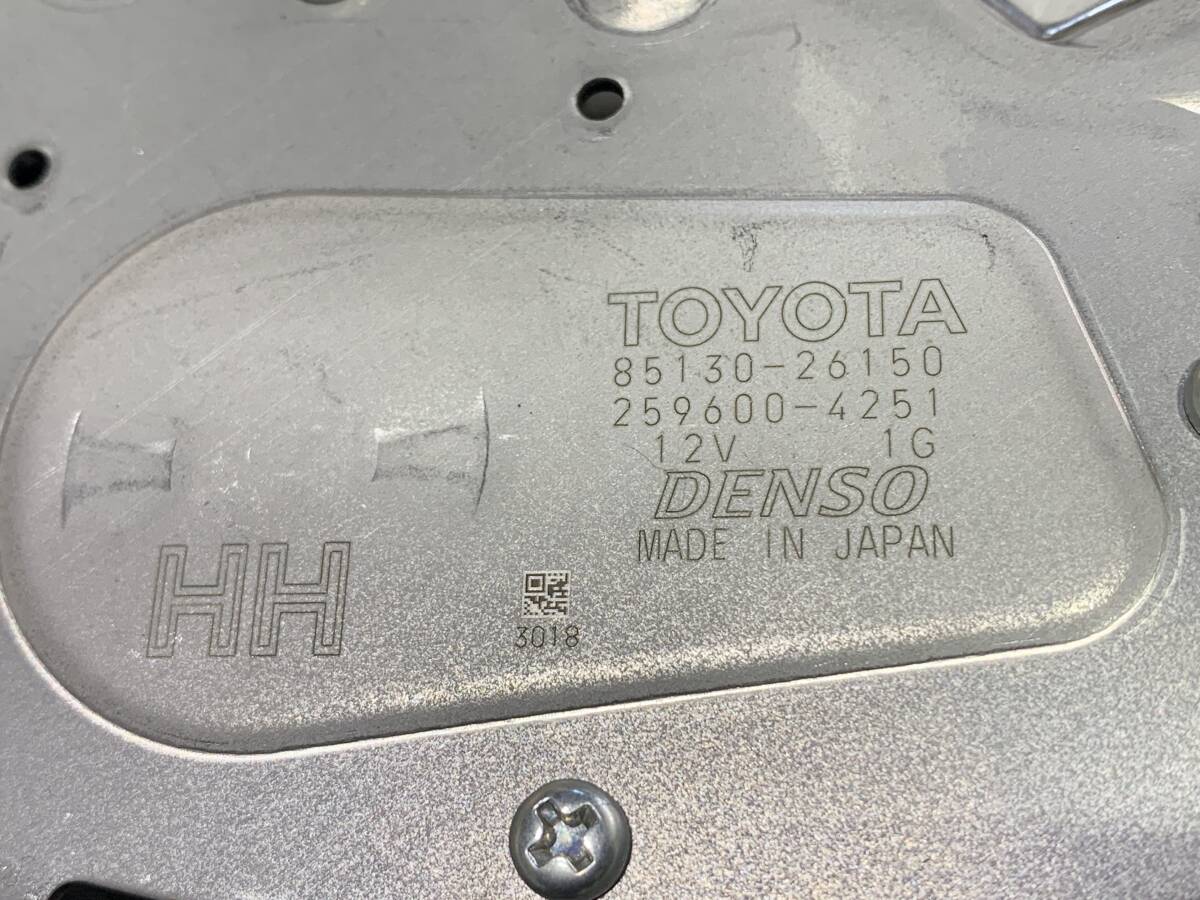 TOYOTA
85130-26150
259600-4251
12V 1G
DENSO
MADE IN JAPAN
HH
3018